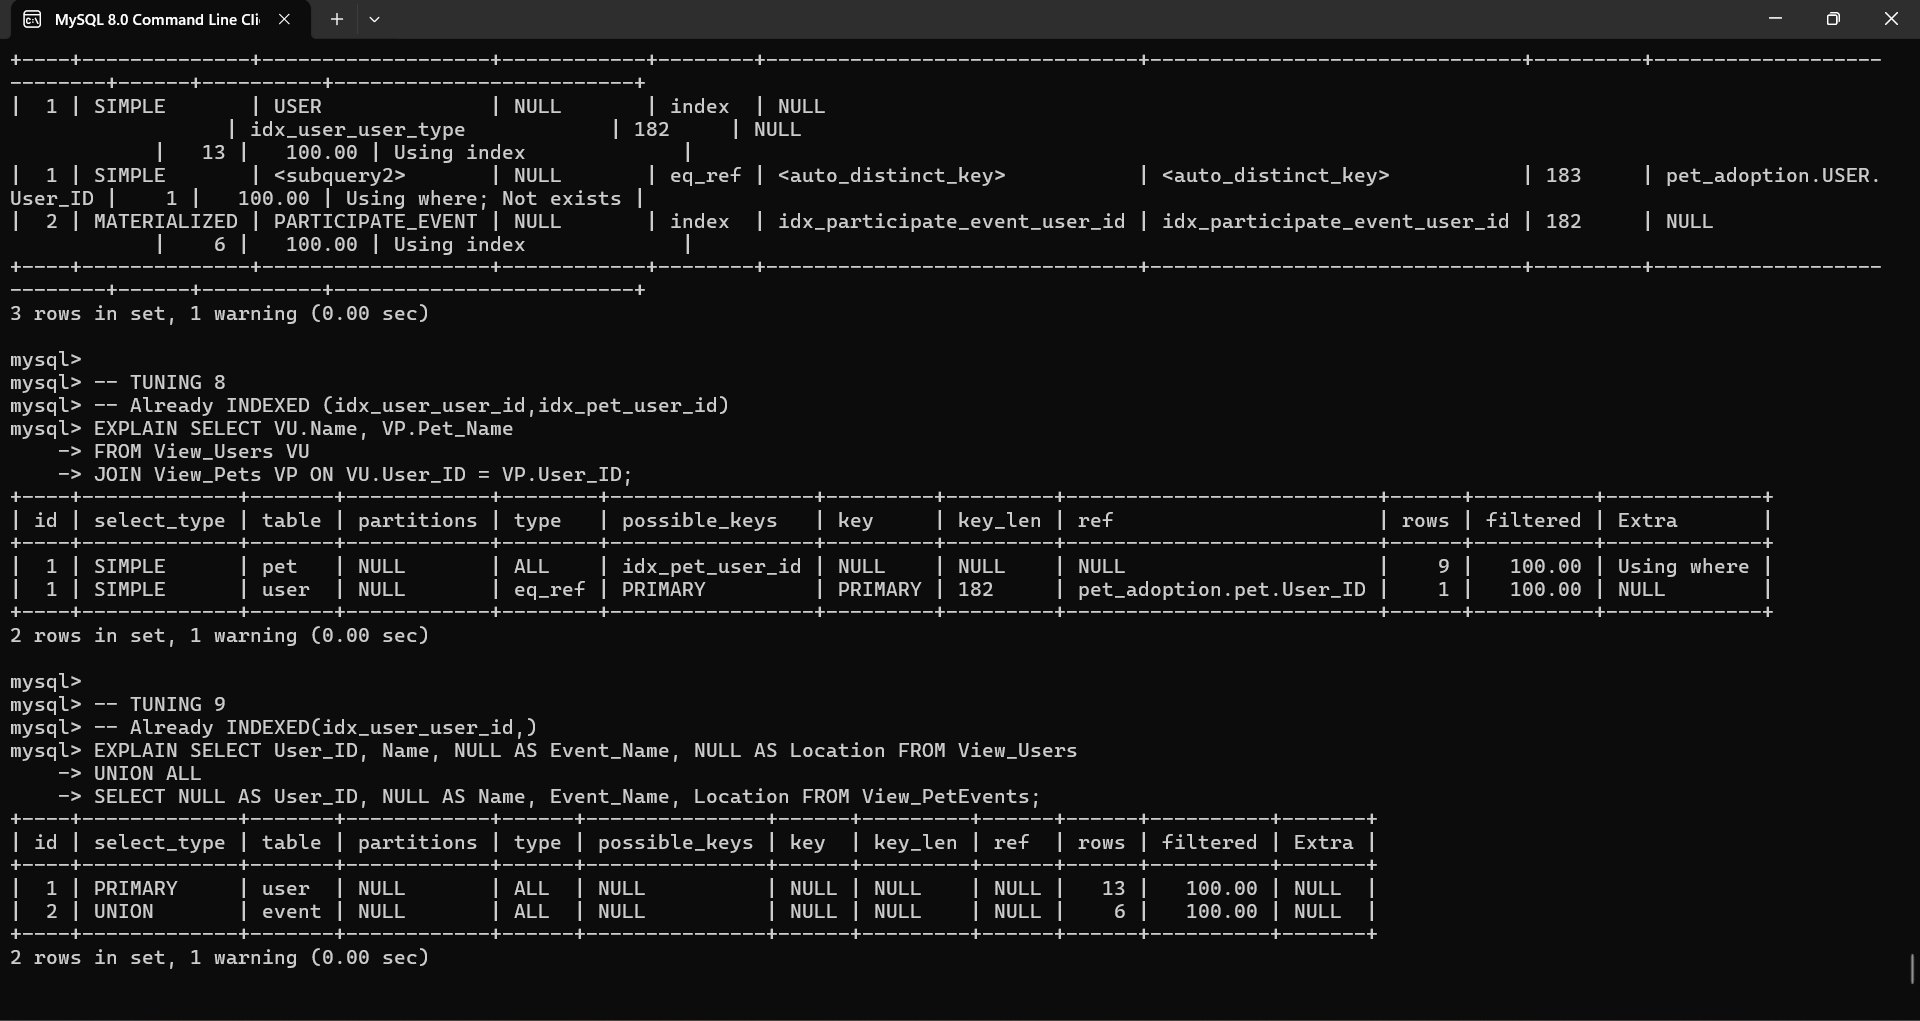 MySQL 8.0 Command Line Cli
+----+--------------+-------------------+------------+--------+-------------------------------+-------------------------------+---------+-------------------
--------+------+----------+-------------------------+
|  1 | SIMPLE       | USER              | NULL       | index  | NULL
                  | idx_user_user_type            | 182     | NULL
            |   13 |   100.00 | Using index             |
|  1 | SIMPLE       | <subquery2>       | NULL       | eq_ref | <auto_distinct_key>           | <auto_distinct_key>           | 183     | pet_adoption.USER.
User_ID |    1 |   100.00 | Using where; Not exists |
|  2 | MATERIALIZED | PARTICIPATE_EVENT | NULL       | index  | idx_participate_event_user_id | idx_participate_event_user_id | 182     | NULL
            |    6 |   100.00 | Using index             |
+----+--------------+-------------------+------------+--------+-------------------------------+-------------------------------+---------+-------------------
--------+------+----------+-------------------------+
3 rows in set, 1 warning (0.00 sec)
mysql>
mysql> -- TUNING 8
mysql> -- Already INDEXED (idx_user_user_id,idx_pet_user_id)
mysql> EXPLAIN SELECT VU.Name, VP.Pet_Name
    -> FROM View_Users VU
    -> JOIN View_Pets VP ON VU.User_ID = VP.User_ID;
+----+-------------+-------+------------+--------+-----------------+---------+---------+--------------------------+------+----------+-------------+
| id | select_type | table | partitions | type   | possible_keys   | key     | key_len | ref                      | rows | filtered | Extra       |
+----+-------------+-------+------------+--------+-----------------+---------+---------+--------------------------+------+----------+-------------+
|  1 | SIMPLE      | pet   | NULL       | ALL    | idx_pet_user_id | NULL    | NULL    | NULL                     |    9 |   100.00 | Using where |
|  1 | SIMPLE      | user  | NULL       | eq_ref | PRIMARY         | PRIMARY | 182     | pet_adoption.pet.User_ID |    1 |   100.00 | NULL        |
+----+-------------+-------+------------+--------+-----------------+---------+---------+--------------------------+------+----------+-------------+
2 rows in set, 1 warning (0.00 sec)
mysql>
mysql> -- TUNING 9
mysql> -- Already INDEXED(idx_user_user_id,)
mysql> EXPLAIN SELECT User_ID, Name, NULL AS Event_Name, NULL AS Location FROM View_Users
    -> UNION ALL
    -> SELECT NULL AS User_ID, NULL AS Name, Event_Name, Location FROM View_PetEvents;
+----+-------------+-------+------------+------+---------------+------+---------+------+------+----------+-------+
| id | select_type | table | partitions | type | possible_keys | key  | key_len | ref  | rows | filtered | Extra |
+----+-------------+-------+------------+------+---------------+------+---------+------+------+----------+-------+
|  1 | PRIMARY     | user  | NULL       | ALL  | NULL          | NULL | NULL    | NULL |   13 |   100.00 | NULL  |
|  2 | UNION       | event | NULL       | ALL  | NULL          | NULL | NULL    | NULL |    6 |   100.00 | NULL  |
+----+-------------+-------+------------+------+---------------+------+---------+------+------+----------+-------+
2 rows in set, 1 warning (0.00 sec)